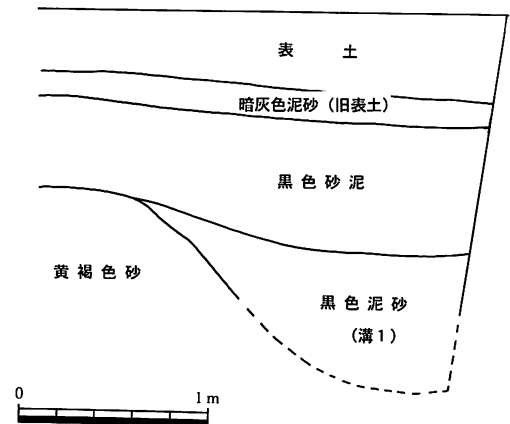 表 土
暗灰色泥砂(旧表土)
黒色砂泥
黄褐色砂
黒色泥砂
(溝1)
0 1m